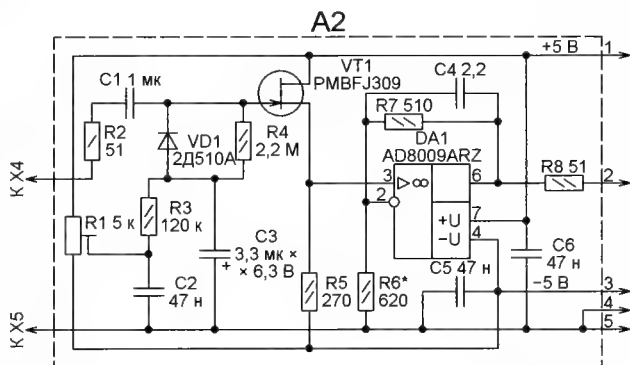 A2
+5 В
1
VT1
PMBFJ309
C4 2,2
C1 1 мк
R7 510
R2
51
VD1
2Д510А
R4
2,2 М
DA1
AD8009ARZ
К X4
3
▷∞
6
R8 51
2
2
R1 5 к
R3
120 к
+U
7
−U
4
C3
3,3 мк ×
× 6,3 В
+
C6
47 н
C5 47 н
C2
47 н
R5
270
R6*
620
−5 В
3
4
К X5
5